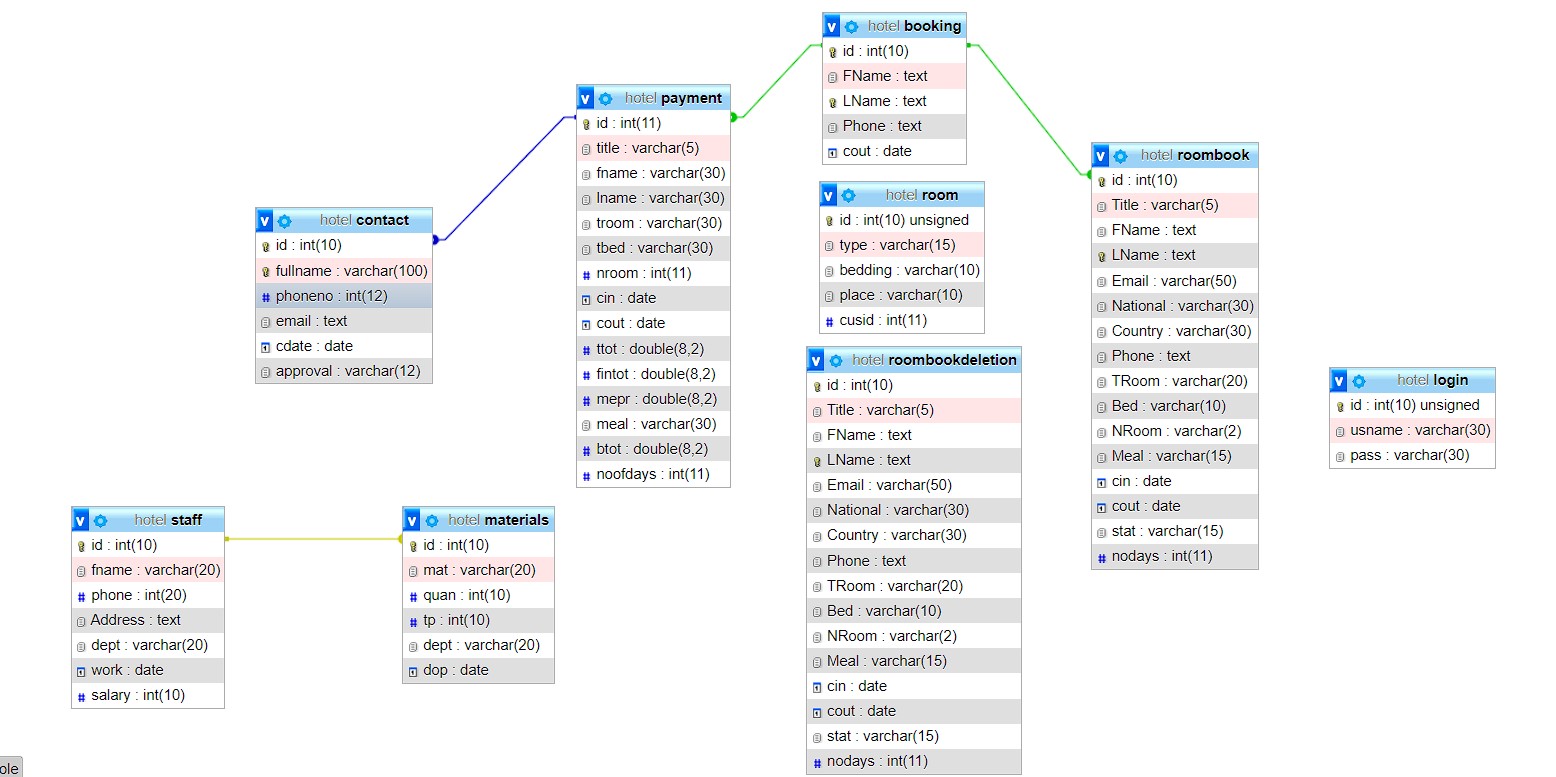 hotel booking
id : int(10)
FName : text
LName : text
Phone : text
cout : date
hotel payment
id : int(11)
title : varchar(5)
fname : varchar(30)
lname : varchar(30)
troom : varchar(30)
tbed : varchar(30)
nroom : int(11)
cin : date
cout : date
ttot : double(8,2)
fintot : double(8,2)
mepr : double(8,2)
meal : varchar(30)
btot : double(8,2)
noofdays : int(11)
hotel roombook
id : int(10)
Title : varchar(5)
FName : text
LName : text
Email : varchar(50)
National : varchar(30)
Country : varchar(30)
Phone : text
TRoom : varchar(20)
Bed : varchar(10)
NRoom : varchar(2)
Meal : varchar(15)
cin : date
cout : date
stat : varchar(15)
nodays : int(11)
hotel room
id : int(10) unsigned
type : varchar(15)
bedding : varchar(10)
place : varchar(10)
cusid : int(11)
hotel contact
id : int(10)
fullname : varchar(100)
phoneno : int(12)
email : text
cdate : date
approval : varchar(12)
hotel roombookdeletion
id : int(10)
Title : varchar(5)
FName : text
LName : text
Email : varchar(50)
National : varchar(30)
Country : varchar(30)
Phone : text
TRoom : varchar(20)
Bed : varchar(10)
NRoom : varchar(2)
Meal : varchar(15)
cin : date
cout : date
stat : varchar(15)
nodays : int(11)
hotel login
id : int(10) unsigned
usname : varchar(30)
pass : varchar(30)
hotel staff
id : int(10)
fname : varchar(20)
phone : int(20)
Address : text
dept : varchar(20)
work : date
salary : int(10)
hotel materials
id : int(10)
mat : varchar(20)
quan : int(10)
tp : int(10)
dept : varchar(20)
dop : date
ole